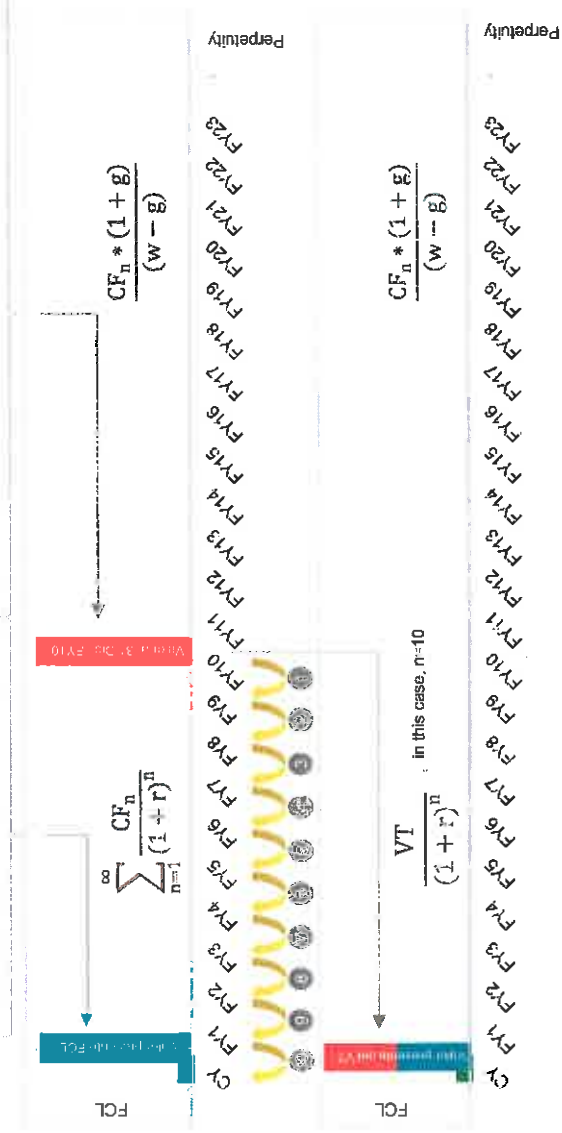 FCL
$$\sum_{n=1}^{\infty} \frac{CF_n}{(1+r)^n}$$
$$\frac{CF_n * (1+g)}{(w-g)}$$
CY FY1 FY2 FY3 FY4 FY5 FY6 FY7 FY8 FY9 FY10 FY11 FY12 FY13 FY14 FY15 FY16 FY17 FY18 FY19 FY20 FY21 FY22 FY23 Perpetuity
FCL
$$\frac{VT}{(1+r)^n}$$
in this case, n=10
$$\frac{CF_n * (1+g)}{(w-g)}$$
CY FY1 FY2 FY3 FY4 FY5 FY6 FY7 FY8 FY9 FY10 FY11 FY12 FY13 FY14 FY15 FY16 FY17 FY18 FY19 FY20 FY21 FY22 FY23 Perpetuity